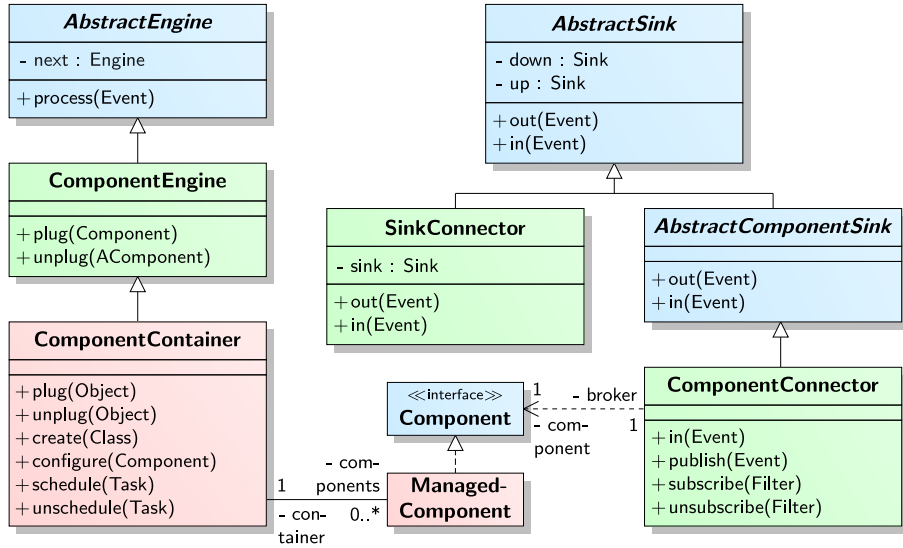 AbstractEngine
- next : Engine
+ process(Event)
ComponentEngine
+ plug(Component)
+ unplug(AComponent)
ComponentContainer
+ plug(Object)
+ unplug(Object)
+ create(Class)
+ configure(Component)
+ schedule(Task)
+ unschedule(Task)
AbstractSink
- down : Sink
- up : Sink
+ out(Event)
+ in(Event)
SinkConnector
- sink : Sink
+ out(Event)
+ in(Event)
AbstractComponentSink
+ out(Event)
+ in(Event)
≪interface≫
Component
1
- broker
- com-
ponent
1
ComponentConnector
+ in(Event)
+ publish(Event)
+ subscribe(Filter)
+ unsubscribe(Filter)
Managed-
Component
1
- com-
ponents
- con-
tainer
0..*